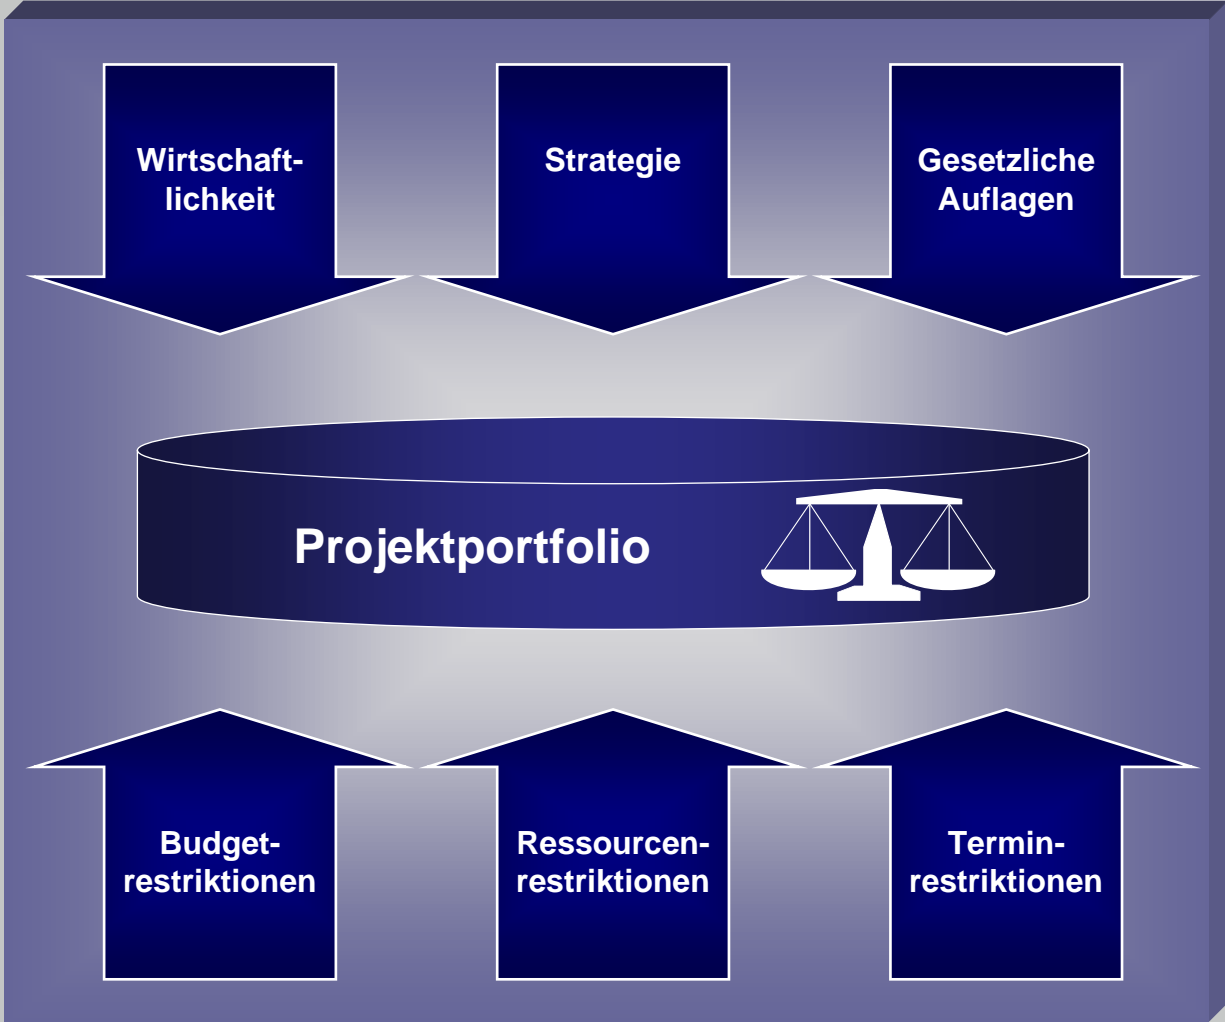 Wirtschaft-
lichkeit
Strategie
Gesetzliche
Auflagen
Projektportfolio
Budget-
restriktionen
Ressourcen-
restriktionen
Termin-
restriktionen